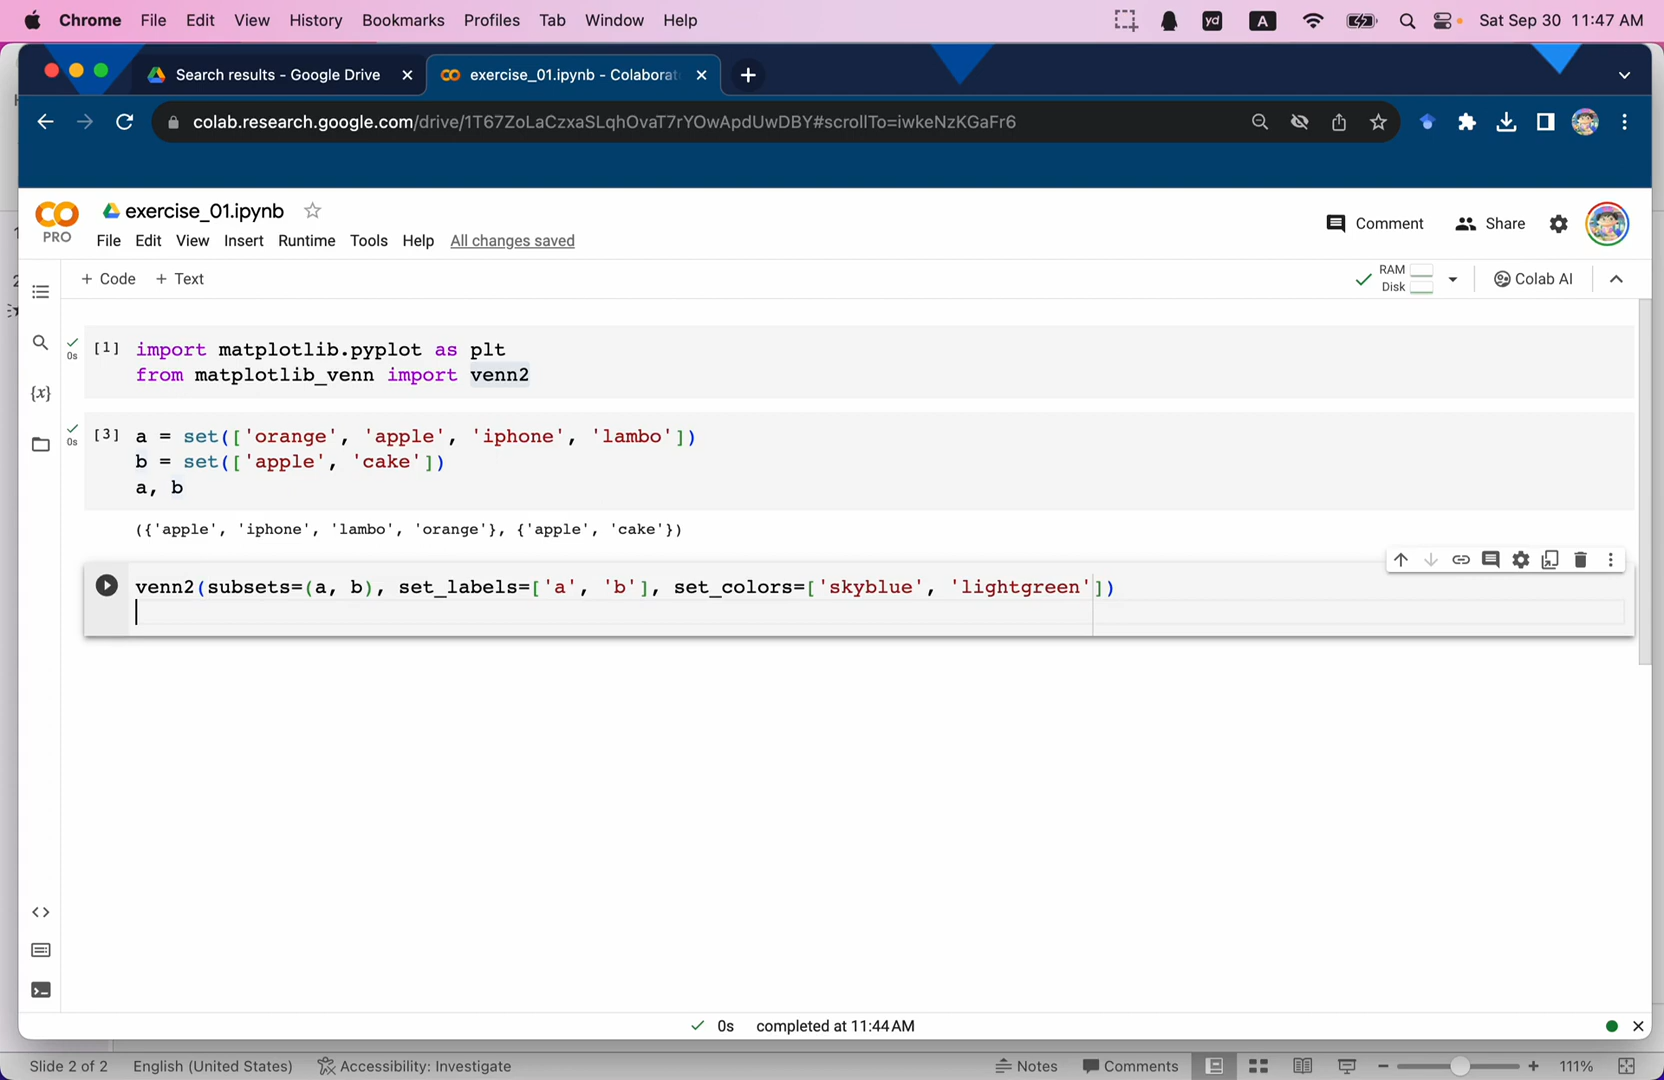 Chrome File Edit View History Bookmarks Profiles Tab Window Help yd A Sat Sep 30 11:47 AM
Search results - Google Drive exercise_01.ipynb - Colaborat
colab.research.google.com/drive/1T67ZoLaCzxaSLqhOvaT7rYOwApdUwDBY#scrollTo=iwkeNzKGaFr6
PRO
exercise_01.ipynb
File Edit View Insert Runtime Tools Help All changes saved
Comment Share
+ Code + Text
RAM
Disk
Colab AI
[1] import matplotlib.pyplot as plt
0s
from matplotlib_venn import venn2
[3] a = set(['orange', 'apple', 'iphone', 'lambo'])
0s
b = set(['apple', 'cake'])
a, b
({'apple', 'iphone', 'lambo', 'orange'}, {'apple', 'cake'})
venn2(subsets=(a, b), set_labels=['a', 'b'], set_colors=['skyblue', 'lightgreen'])
{x}
0s completed at 11:44 AM
Slide 2 of 2 English (United States) Accessibility: Investigate Notes Comments 111%